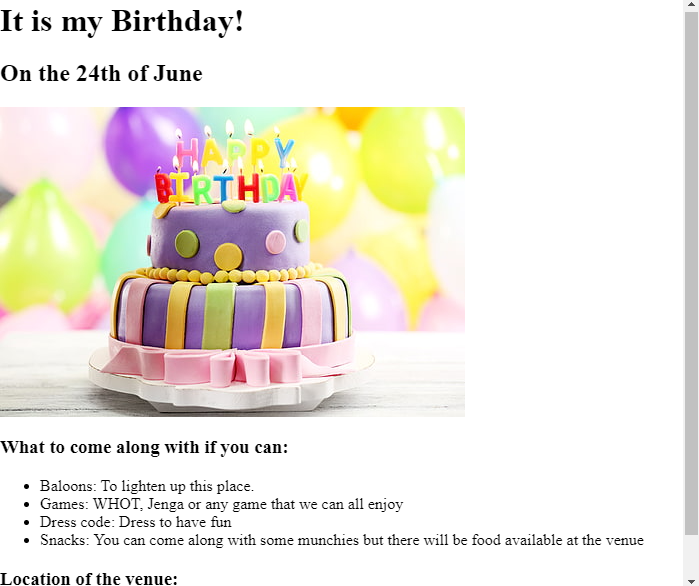 It is my Birthday!
On the 24th of June
HAPPY
BIRTHDAY
What to come along with if you can:
Baloons: To lighten up this place.
Games: WHOT, Jenga or any game that we can all enjoy
Dress code: Dress to have fun
Snacks: You can come along with some munchies but there will be food available at the venue
Location of the venue: